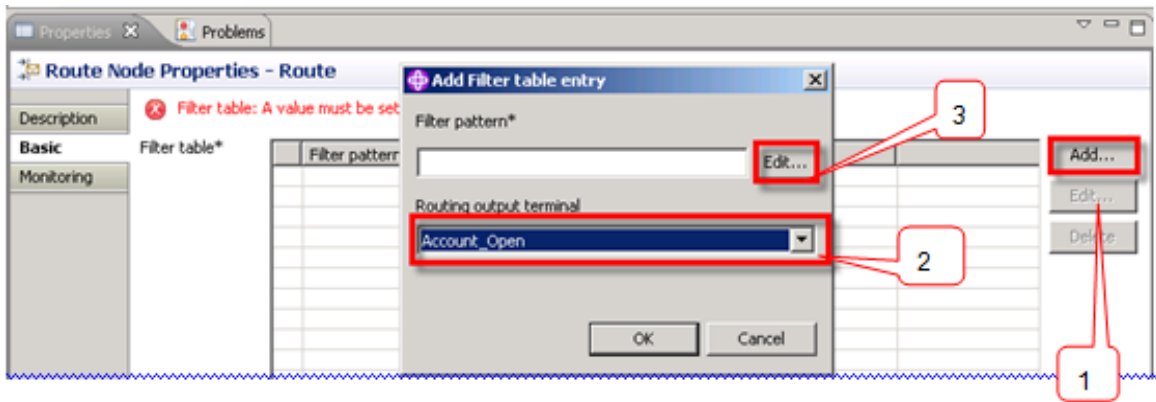 Properties
Problems
Route Node Properties - Route
Description
Basic
Monitoring
Filter table: A value must be set
Filter table*
Filter pattern
Add Filter table entry
Filter pattern*
Edit...
Routing output terminal
Account_Open
OK
Cancel
Add...
Edit...
Delete
3
2
1